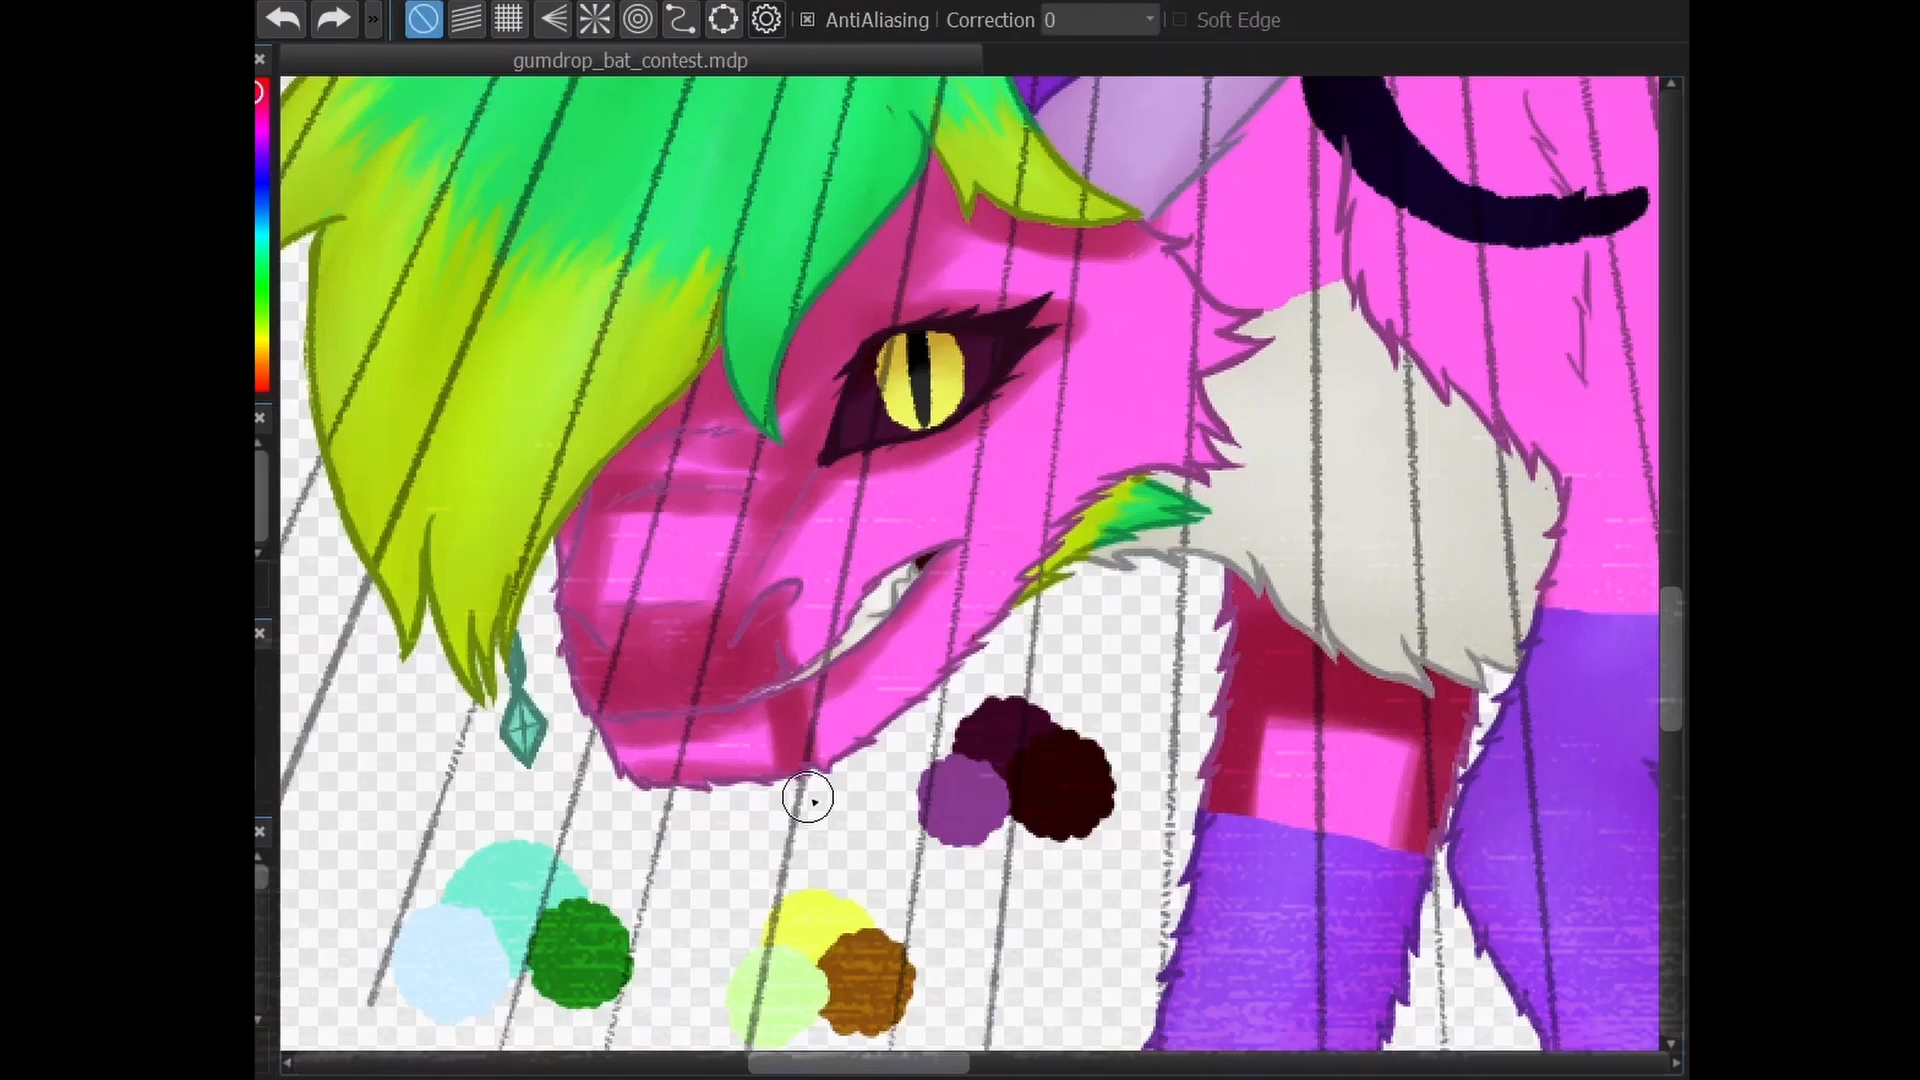 » AntiAliasing Correction 0 Soft Edge
gumdrop_bat_contest.mdp